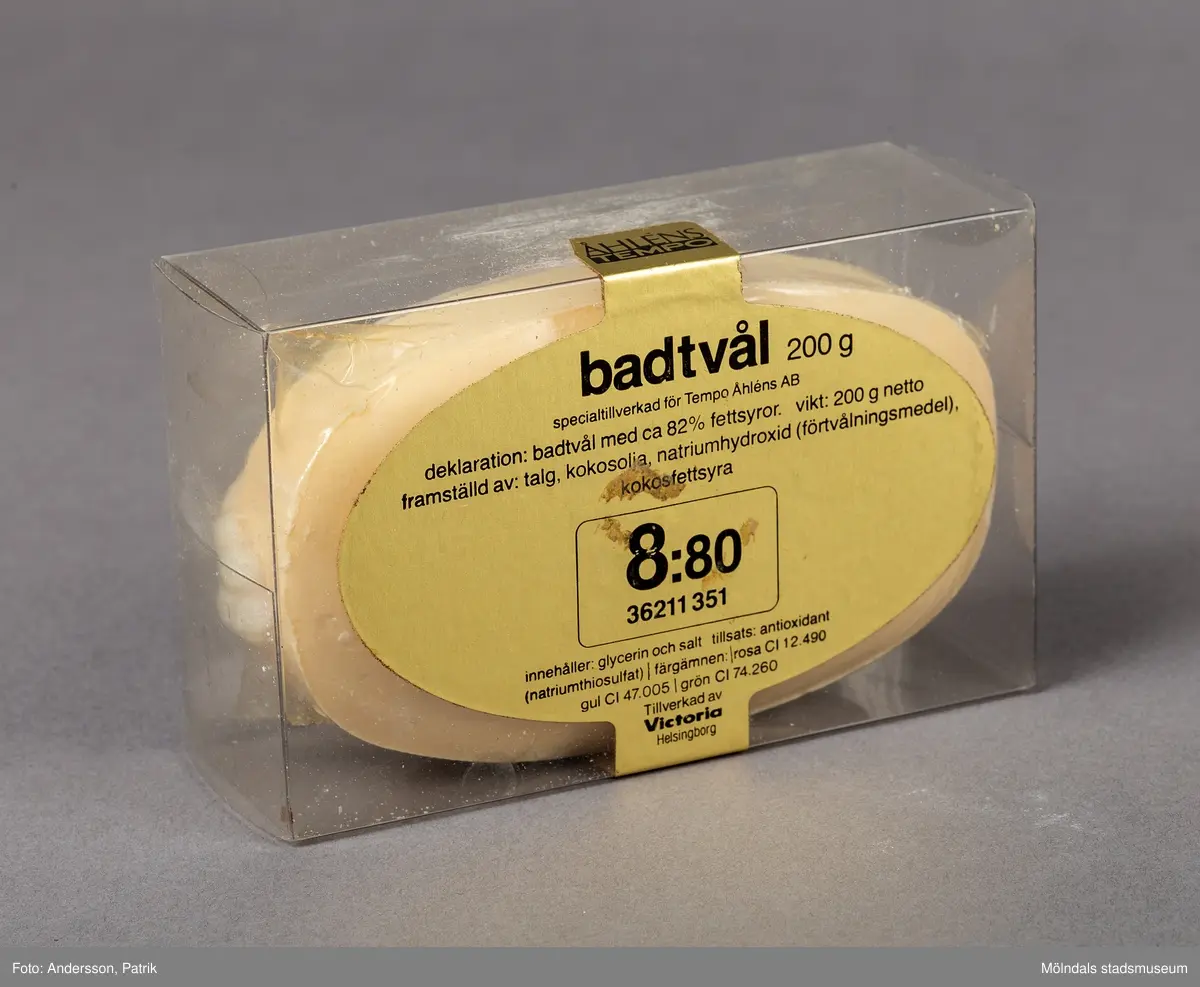 ÅHLÉNS
TEMPO
badtvål 200 g
specialtillverkad för Tempo Åhléns AB
deklaration: badtvål med ca 82% fettsyror. vikt: 200 g netto
framställd av: talg, kokosolja, natriumhydroxid (förtvålningsmedel),
kokosfettsyra
8:80
36211 351
innehåller: glycerin och salt tillsats: antioxidant
(natriumthiosulfat) | färgämnen: rosa CI 12.490
gul CI 47.005 | grön CI 74.260
Tillverkad av
Victoria
Helsingborg
Foto: Andersson, Patrik
Mölndals stadsmuseum